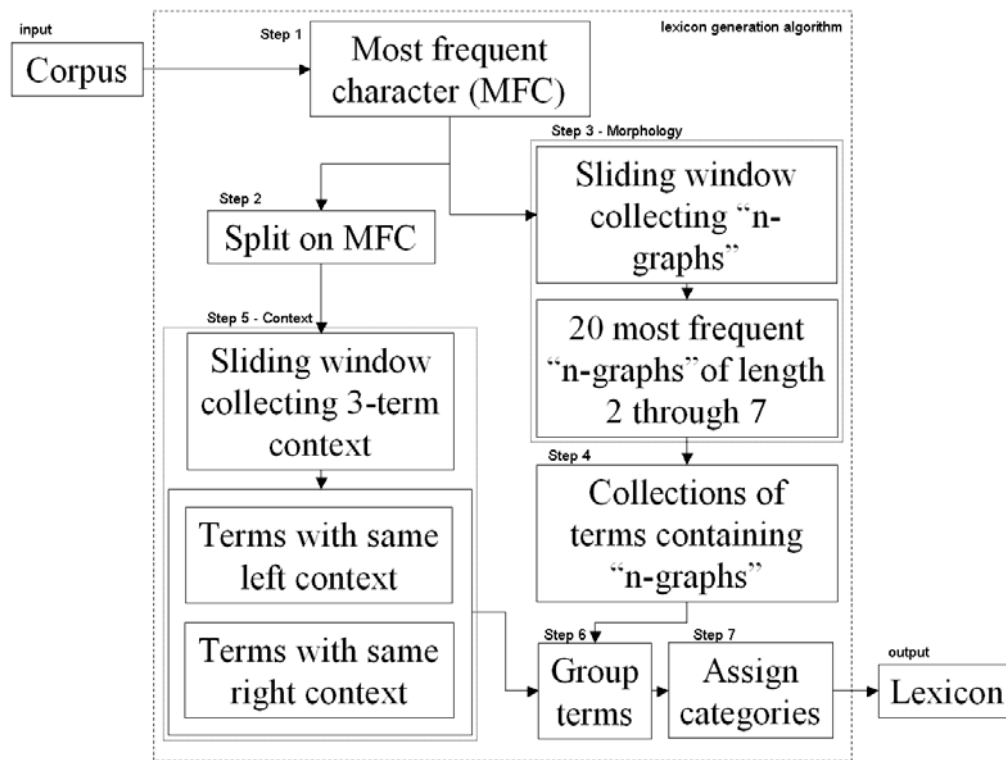 input
Corpus
lexicon generation algorithm
Step 1
Most frequent
character (MFC)
Step 2
Split on MFC
Step 3 - Morphology
Sliding window
collecting “n-
graphs”
20 most frequent
“n-graphs”of length
2 through 7
Step 4
Collections of
terms containing
“n-graphs”
Step 5 - Context
Sliding window
collecting 3-term
context
Terms with same
left context
Terms with same
right context
Step 6
Group
terms
Step 7
Assign
categories
output
Lexicon